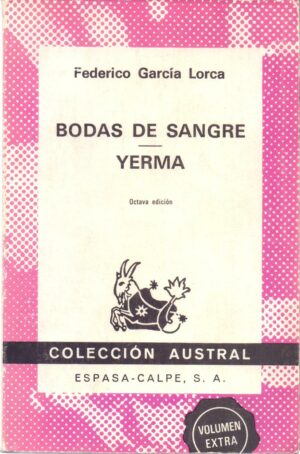 Federico García Lorca
BODAS DE SANGRE
YERMA
Octava edición
COLECCIÓN AUSTRAL
ESPASA-CALPE, S. A.
VOLUMEN
EXTRA